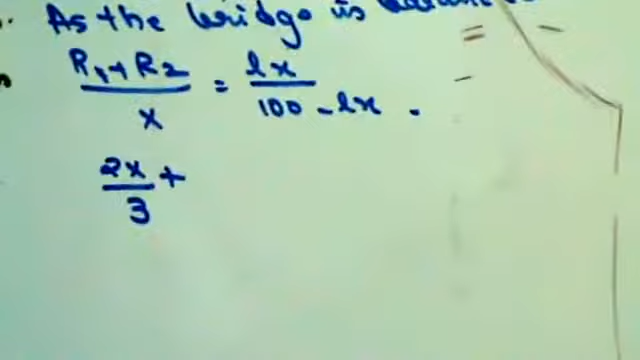 As the bridge is
R₁+R₂ / x = lx / 100-lx .
2x / 3 +